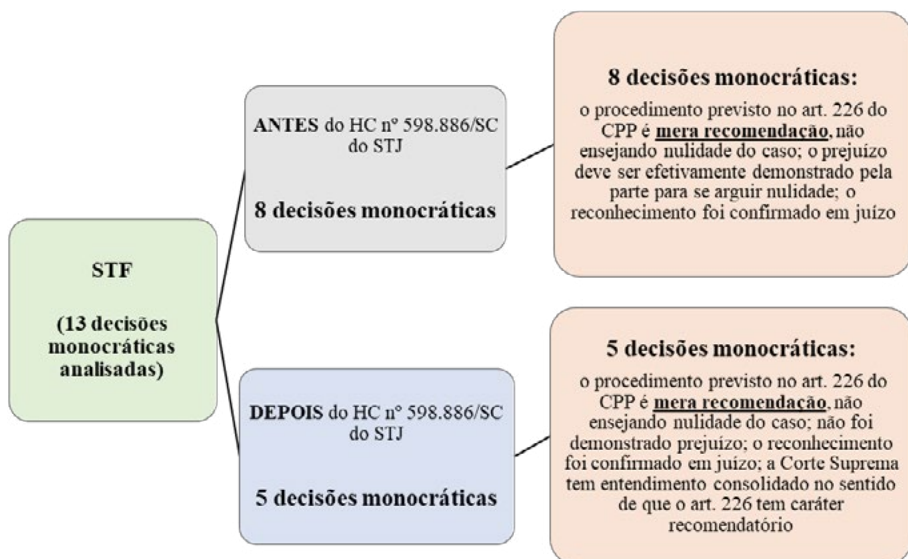 STF
(13 decisões
monocráticas
analisadas)
ANTES do HC nº 598.886/SC
do STJ
8 decisões monocráticas
8 decisões monocráticas:
o procedimento previsto no art. 226 do
CPP é mera recomendação, não
ensejando nulidade do caso; o prejuízo
deve ser efetivamente demonstrado pela
parte para se arguir nulidade; o
reconhecimento foi confirmado em juízo
DEPOIS do HC nº 598.886/SC
do STJ
5 decisões monocráticas
5 decisões monocráticas:
o procedimento previsto no art. 226 do
CPP é mera recomendação, não
ensejando nulidade do caso; não foi
demonstrado prejuízo; o reconhecimento
foi confirmado em juízo; a Corte Suprema
tem entendimento consolidado no sentido
de que o art. 226 tem caráter
recomendatório